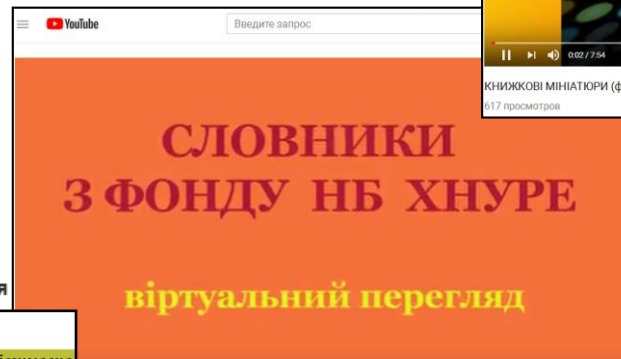 YouTube
Введите запрос
0:02 / 7:54
КНИЖКОВІ МІНІАТЮРИ
617 просмотров
СЛОВНИКИ
З ФОНДУ НБ ХНУРЕ
віртуальний перегляд